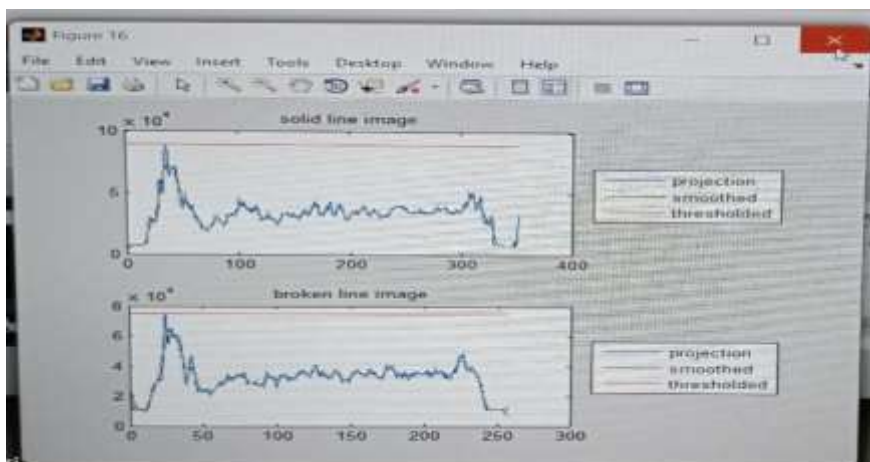 Figure 16
File Edit View Insert Tools Desktop Window Help
× 10⁴ solid line image
10
5
0
0 100 200 300 400
projection
smoothed
thresholded
× 10⁴ broken line image
8
6
4
2
0
0 50 100 150 200 250 300
projection
smoothed
thresholded